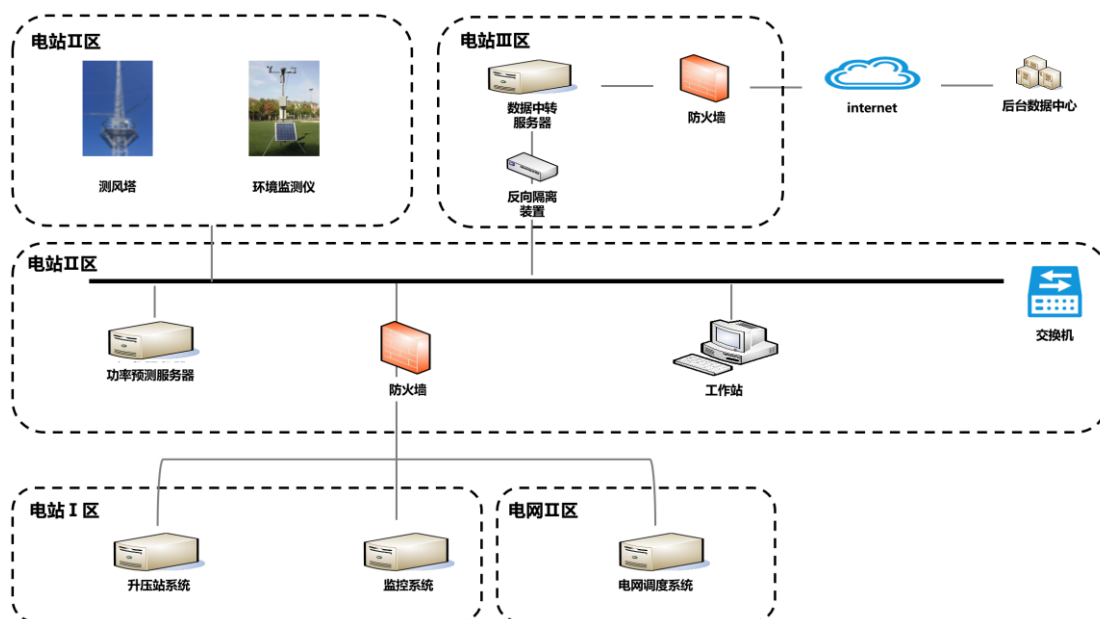 电站Ⅱ区
测风塔
环境监测仪
电站Ⅲ区
数据中转
服务器
防火墙
internet
后台数据中心
反向隔离
装置
电站Ⅱ区
交换机
功率预测服务器
防火墙
工作站
电站Ⅰ区
升压站系统
监控系统
电网Ⅱ区
电网调度系统